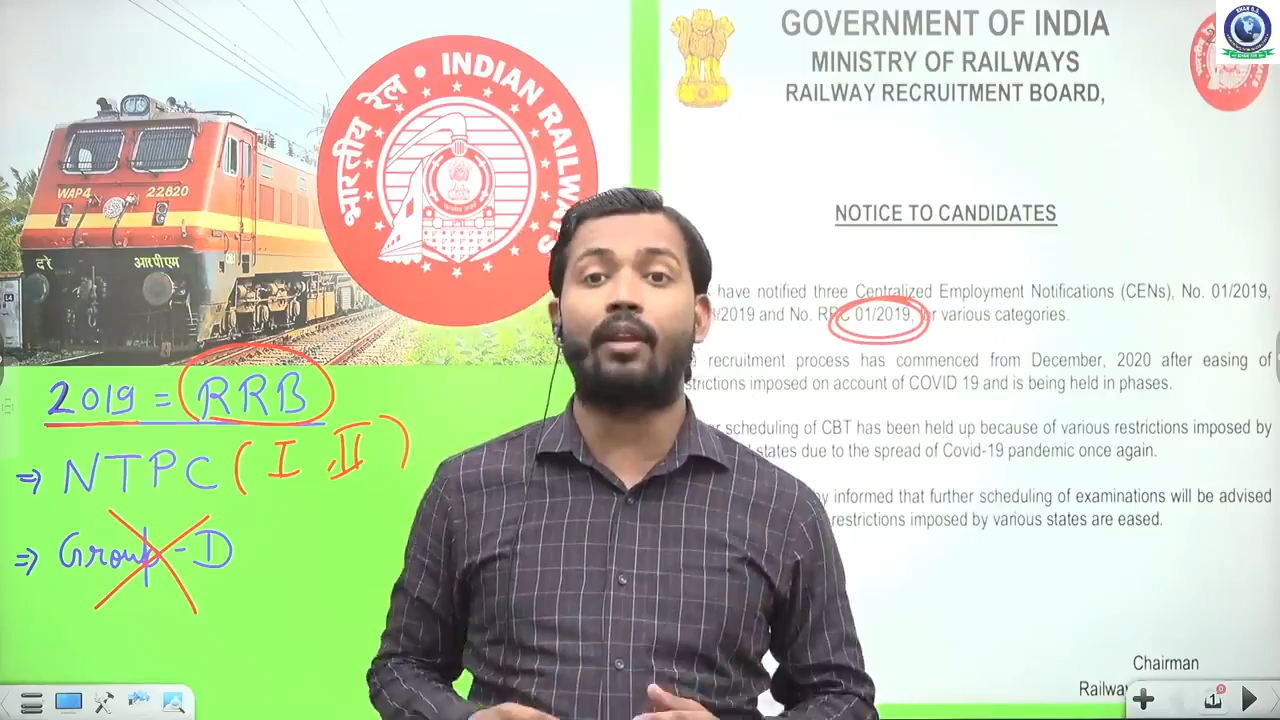 GOVERNMENT OF INDIA
MINISTRY OF RAILWAYS
RAILWAY RECRUITMENT BOARD,
भारतीय रेल • INDIAN RAILWAYS
WAP4 22620
द रे आरपीएम
NOTICE TO CANDIDATES
have notified three Centralized Employment Notifications (CENs), No. 01/2019,
/2019 and No. RRC 01/2019, for various categories.
recruitment process has commenced from December, 2020 after easing of
imposed on account of COVID 19 and is being held in phases.
scheduling of CBT has been held up because of various restrictions imposed by
states due to the spread of Covid-19 pandemic once again.
informed that further scheduling of examinations will be advised
restrictions imposed by various states are eased.
Chairman
2019 = RRB
⇒ NTPC (I, II)
⇒ Group-D